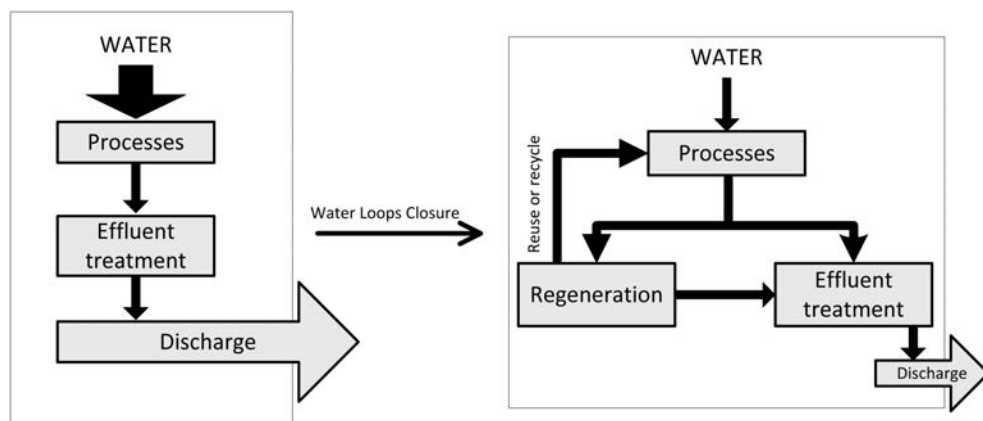 WATER
Processes
Effluent
treatment
Discharge
Water Loops Closure
WATER
Processes
Reuse or recycle
Regeneration
Effluent
treatment
Discharge